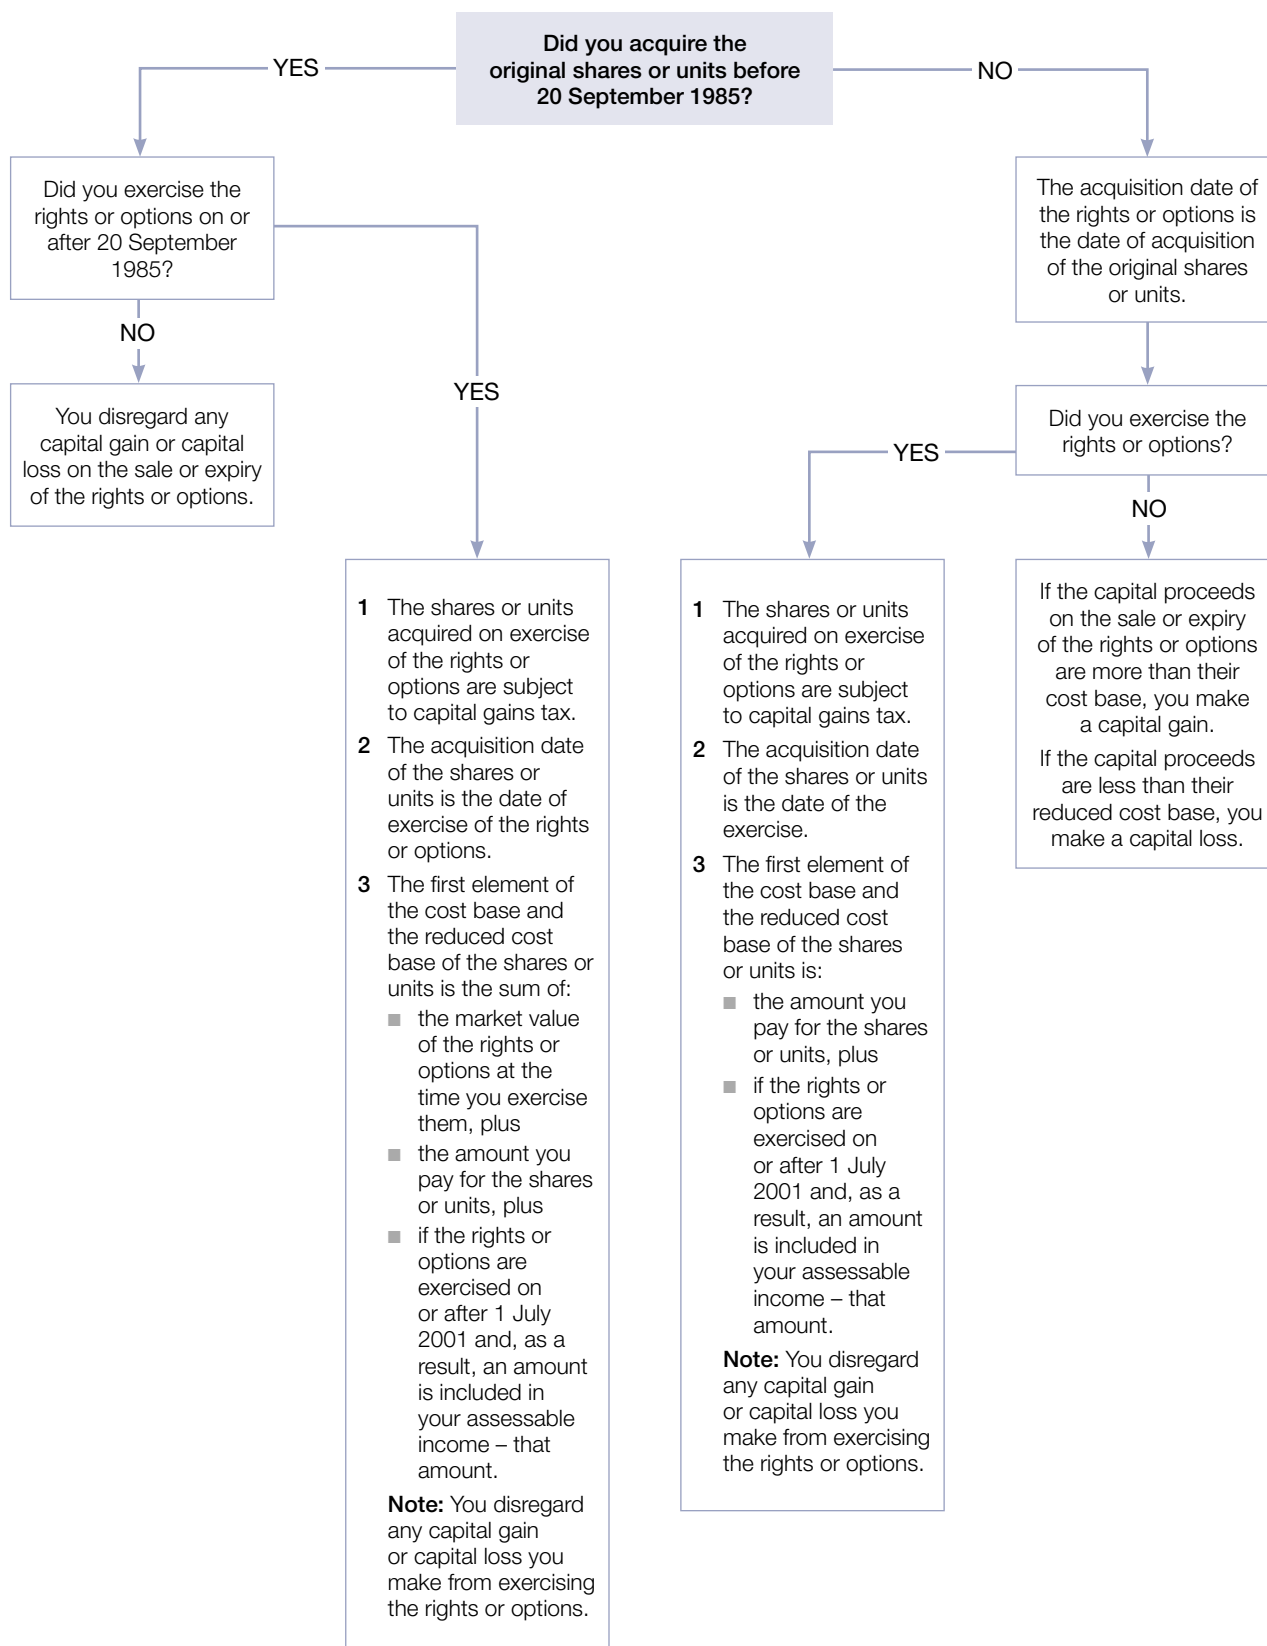 Did you acquire the
original shares or units before
20 September 1985?
YES
NO
Did you exercise the
rights or options on or
after 20 September
1985?
NO
You disregard any
capital gain or capital
loss on the sale or expiry
of the rights or options.
YES
1 The shares or units
acquired on exercise
of the rights or
options are subject
to capital gains tax.
2 The acquisition date
of the shares or
units is the date of
exercise of the rights
or options.
3 The first element of
the cost base and
the reduced cost
base of the shares or
units is the sum of:
■ the market value
of the rights or
options at the
time you exercise
them, plus
■ the amount you
pay for the shares
or units, plus
■ if the rights or
options are
exercised on
or after 1 July
2001 and, as a
result, an amount
is included in
your assessable
income – that
amount.
Note: You disregard
any capital gain
or capital loss you
make from exercising
the rights or options.
The acquisition date of
the rights or options is
the date of acquisition
of the original shares
or units.
Did you exercise the
rights or options?
YES
1 The shares or units
acquired on exercise
of the rights or
options are subject
to capital gains tax.
2 The acquisition date
of the shares or units
is the date of the
exercise.
3 The first element of
the cost base and
the reduced cost
base of the shares
or units is:
■ the amount you
pay for the shares
or units, plus
■ if the rights or
options are
exercised on
or after 1 July
2001 and, as a
result, an amount
is included in
your assessable
income – that
amount.
Note: You disregard
any capital gain
or capital loss you
make from exercising
the rights or options.
NO
If the capital proceeds
on the sale or expiry
of the rights or options
are more than their
cost base, you make
a capital gain.
If the capital proceeds
are less than their
reduced cost base, you
make a capital loss.